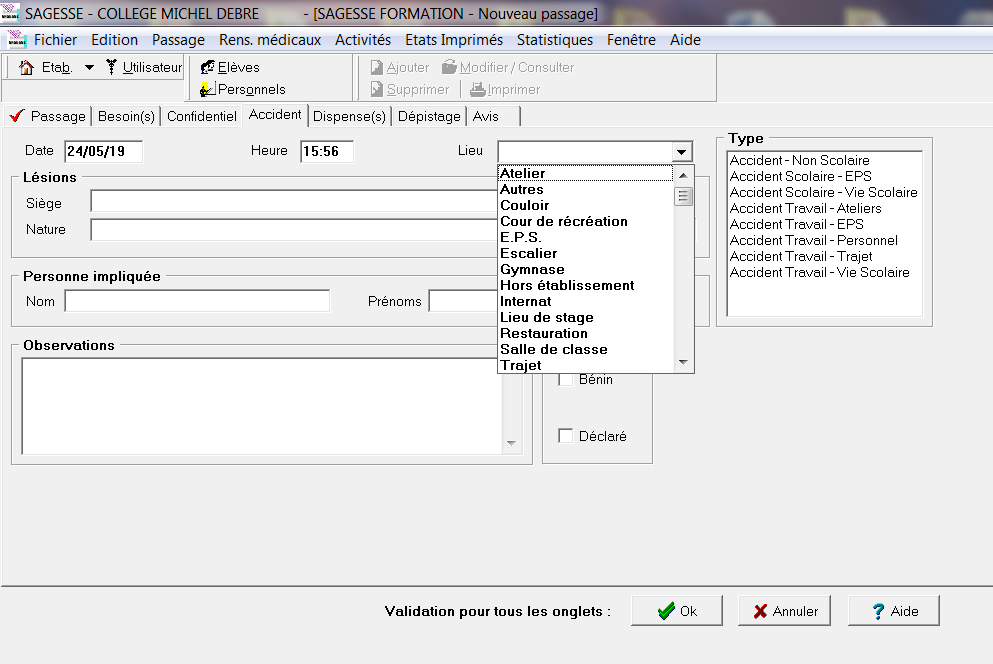 SAGESSE - COLLEGE MICHEL DEBRE - [SAGESSE FORMATION - Nouveau passage]
Fichier Edition Passage Rens. médicaux Activités Etats Imprimés Statistiques Fenêtre Aide
Etab. Utilisateur Elèves Ajouter Modifier / Consulter
Personnels Supprimer Imprimer
Passage Besoin(s) Confidentiel Accident Dispense(s) Dépistage Avis
Date 24/05/19 Heure 15:56 Lieu
Atelier
Autres
Couloir
Cour de récréation
E.P.S.
Escalier
Gymnase
Hors établissement
Internat
Lieu de stage
Restauration
Salle de classe
Trajet
Type
Accident - Non Scolaire
Accident Scolaire - EPS
Accident Scolaire - Vie Scolaire
Accident Travail - Ateliers
Accident Travail - EPS
Accident Travail - Personnel
Accident Travail - Trajet
Accident Travail - Vie Scolaire
Lésions
Siège
Nature
Personne impliquée
Nom Prénoms
Observations
Bénin
Déclaré
Validation pour tous les onglets : Ok Annuler Aide